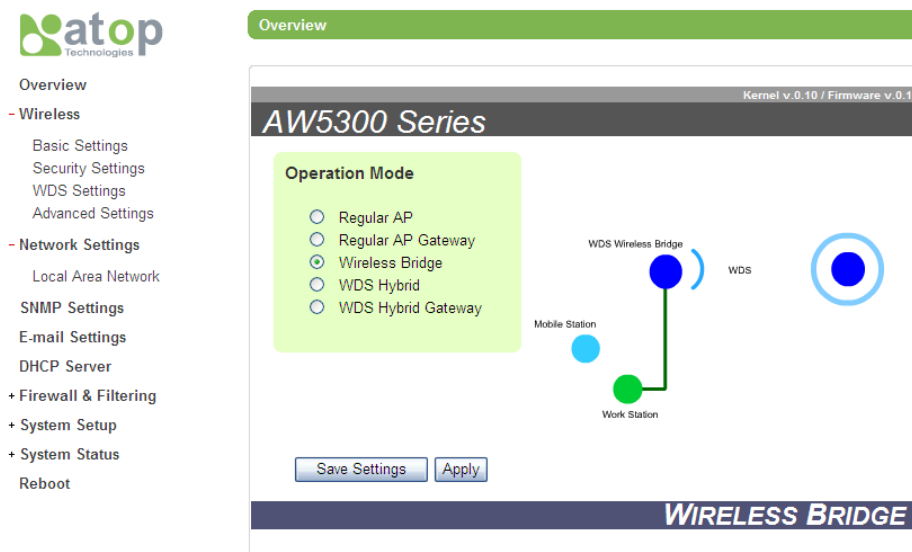 atop
Technologies
Overview
- Wireless
Basic Settings
Security Settings
WDS Settings
Advanced Settings
- Network Settings
Local Area Network
SNMP Settings
E-mail Settings
DHCP Server
+ Firewall & Filtering
+ System Setup
+ System Status
Reboot
Overview
Kernel v.0.10 / Firmware v.0.1
AW5300 Series
Operation Mode
Regular AP
Regular AP Gateway
Wireless Bridge
WDS Hybrid
WDS Hybrid Gateway
WDS Wireless Bridge
WDS
Mobile Station
Work Station
Save Settings
Apply
WIRELESS BRIDGE